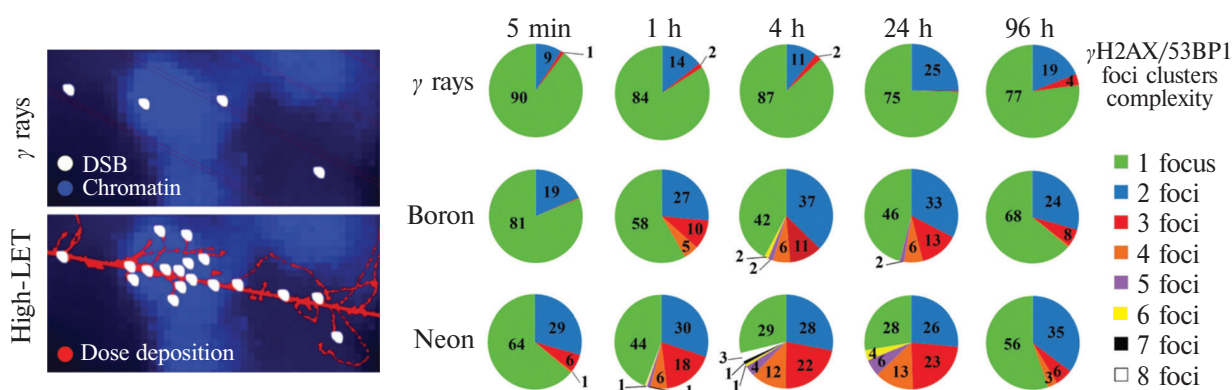 γ rays
DSB
Chromatin
High-LET
Dose deposition
5 min
1 h
4 h
24 h
96 h
γH2AX/53BP1
foci clusters
complexity
γ rays
9
1
90
14
2
84
11
2
87
25
75
19
4
77
Boron
19
81
27
10
5
58
37
11
6
2
2
42
33
13
6
2
46
24
8
68
Neon
29
6
1
64
30
18
1
6
1
44
28
22
12
4
1
1
3
29
26
23
13
6
4
28
35
6
3
56
1 focus
2 foci
3 foci
4 foci
5 foci
6 foci
7 foci
8 foci